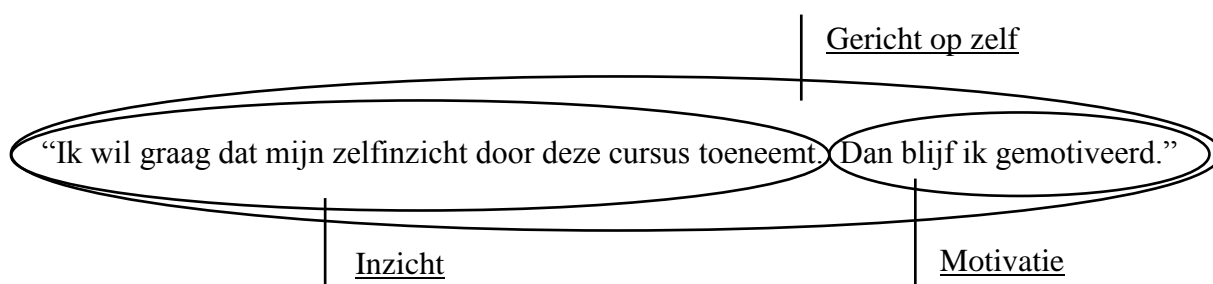 Gericht op zelf
“Ik wil graag dat mijn zelfinzicht door deze cursus toeneemt. Dan blijf ik gemotiveerd.”
Inzicht
Motivatie